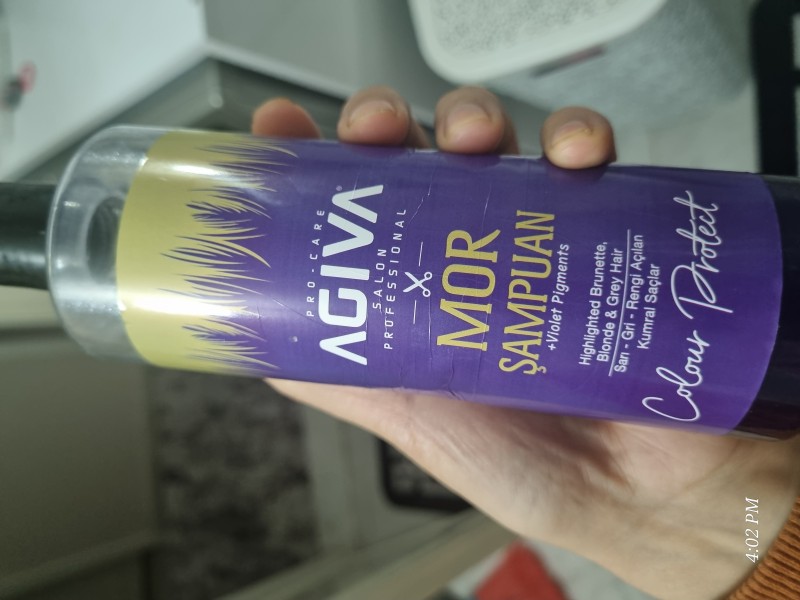 PRO-CARE
AGIVA®
SALON
PROFESSIONAL
MOR
ŞAMPUAN
+Violet Pigments
Highlighted Brunette,
Blonde & Grey Hair
Sarı - Gri - Rengi Açılan
Kumral Saçlar
Colour Protect
4:02 PM